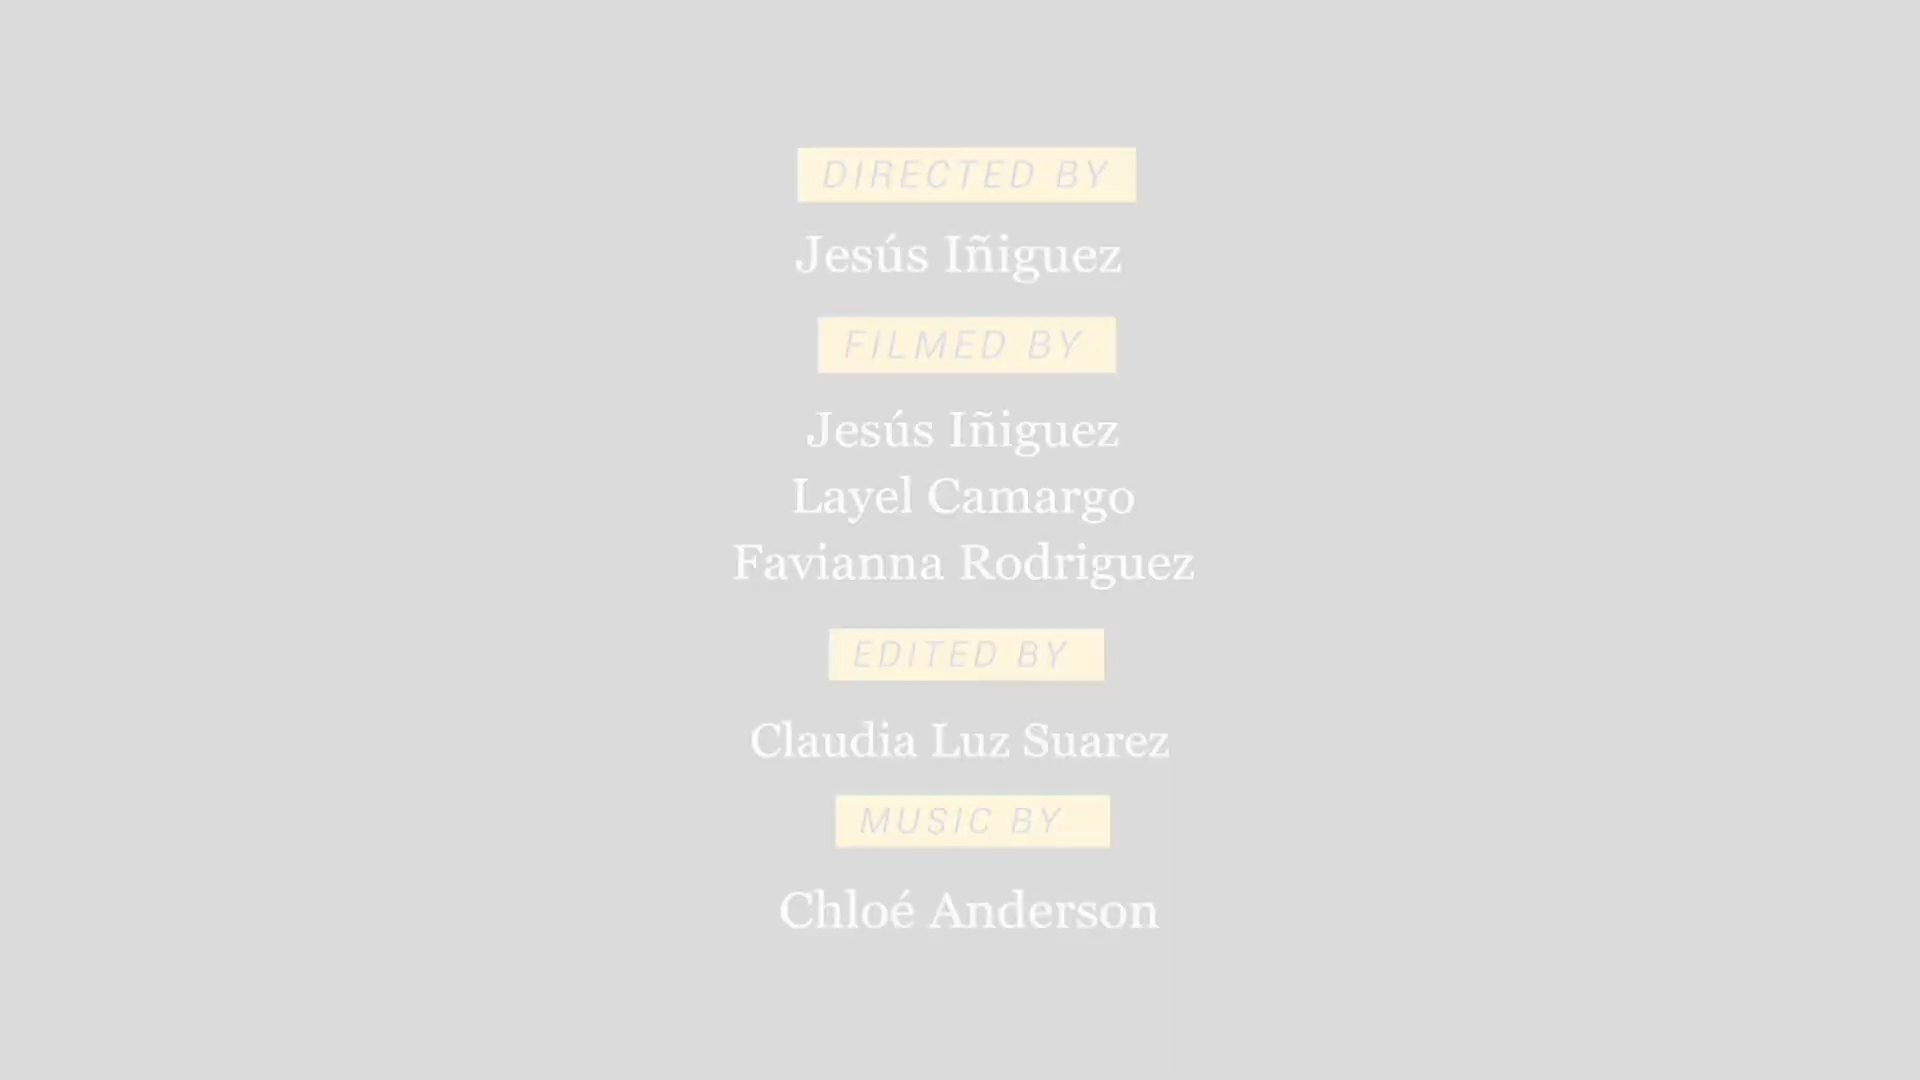 DIRECTED BY
Jesús Iñiguez
FILMED BY
Jesús Iñiguez
Layel Camargo
Favianna Rodriguez
EDITED BY
Claudia Luz Suarez
MUSIC BY
Chloé Anderson